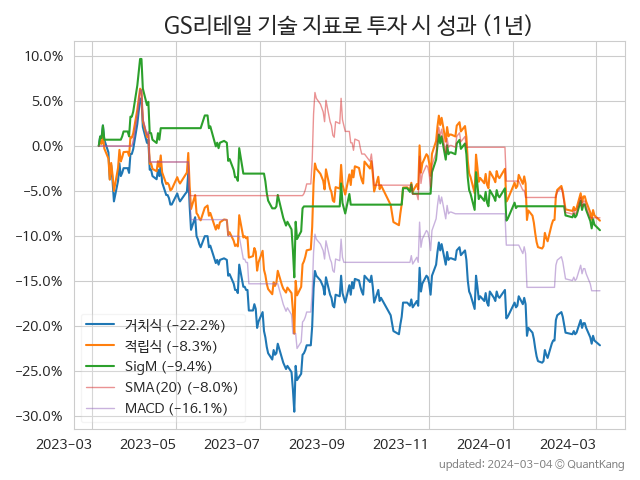 GS리테일 기술 지표로 투자 시 성과 (1년)
10.0%
5.0%
0.0%
−5.0%
−10.0%
−15.0%
−20.0%
−25.0%
−30.0%
거치식 (−22.2%)
적립식 (−8.3%)
SigM (−9.4%)
SMA(20) (−8.0%)
MACD (−16.1%)
2023−03 2023−05 2023−07 2023−09 2023−11 2024−01 2024−03
updated: 2024−03−04 © QuantKang